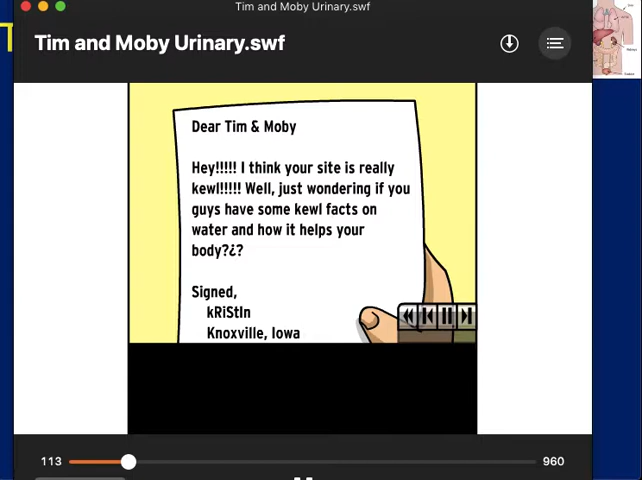 Tim and Moby Urinary.swf
Tim and Moby Urinary.swf
Dear Tim & Moby
Hey!!!!! I think your site is really
kewl!!!!! Well, just wondering if you
guys have some kewl facts on
water and how it helps your
body?¿?
Signed,
kRiStIn
Knoxville, Iowa
113
960